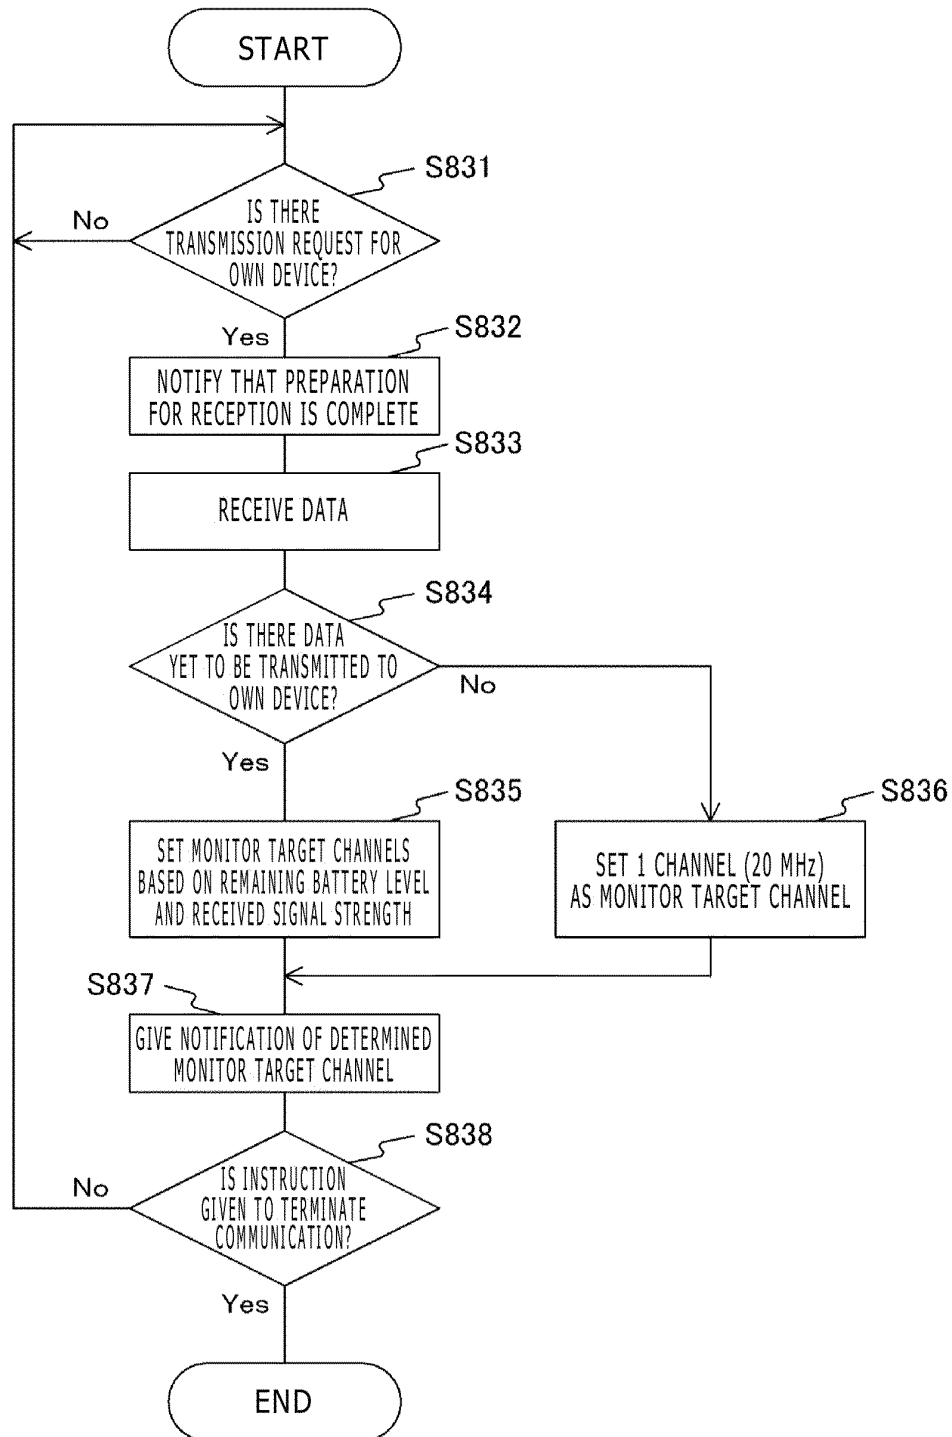 START
S831
IS THERE
TRANSMISSION REQUEST FOR
OWN DEVICE?
No
Yes
S832
NOTIFY THAT PREPARATION
FOR RECEPTION IS COMPLETE
S833
RECEIVE DATA
S834
IS THERE DATA
YET TO BE TRANSMITTED TO
OWN DEVICE?
No
Yes
S835
SET MONITOR TARGET CHANNELS
BASED ON REMAINING BATTERY LEVEL
AND RECEIVED SIGNAL STRENGTH
S836
SET 1 CHANNEL (20 MHz)
AS MONITOR TARGET CHANNEL
S837
GIVE NOTIFICATION OF DETERMINED
MONITOR TARGET CHANNEL
S838
IS INSTRUCTION
GIVEN TO TERMINATE
COMMUNICATION?
No
Yes
END